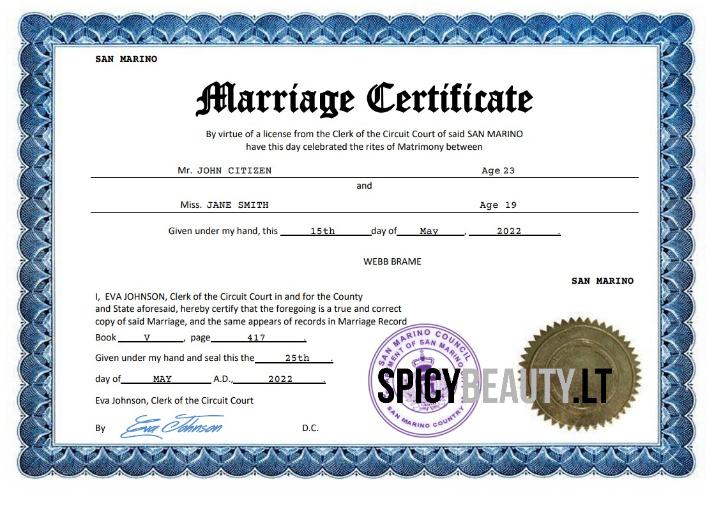 SAN MARINO
Marriage Certificate
By virtue of a license from the Clerk of the Circuit Court of said SAN MARINO
have this day celebrated the rites of Matrimony between
Mr. JOHN CITIZEN Age 23
and
Miss. JANE SMITH Age 19
Given under my hand, this 15th day of May, 2022.
WEBB BRAME
SAN MARINO
I, EVA JOHNSON, Clerk of the Circuit Court in and for the County
and State aforesaid, hereby certify that the foregoing is a true and correct
copy of said Marriage, and the same appears of records in Marriage Record
Book V, page 417.
Given under my hand and seal this the 25th.
day of MAY A.D., 2022.
Eva Johnson, Clerk of the Circuit Court
By Eva Johnson D.C.
SAN MARINO COUNCIL
MENT OF SAN MARINO
SAN MARINO COUNTRY
SPICYBEAUTY.LT